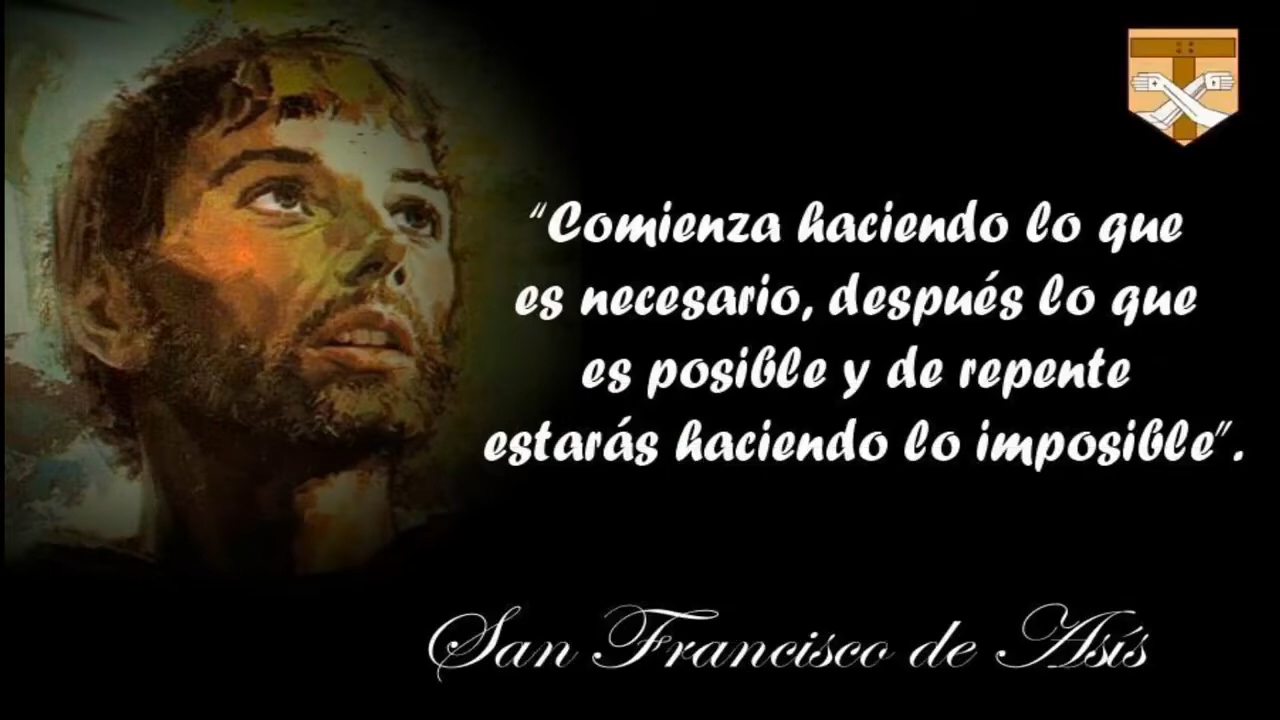 “Comienza haciendo lo que
es necesario, después lo que
es posible y de repente
estarás haciendo lo imposible”.
San Francisco de Asís